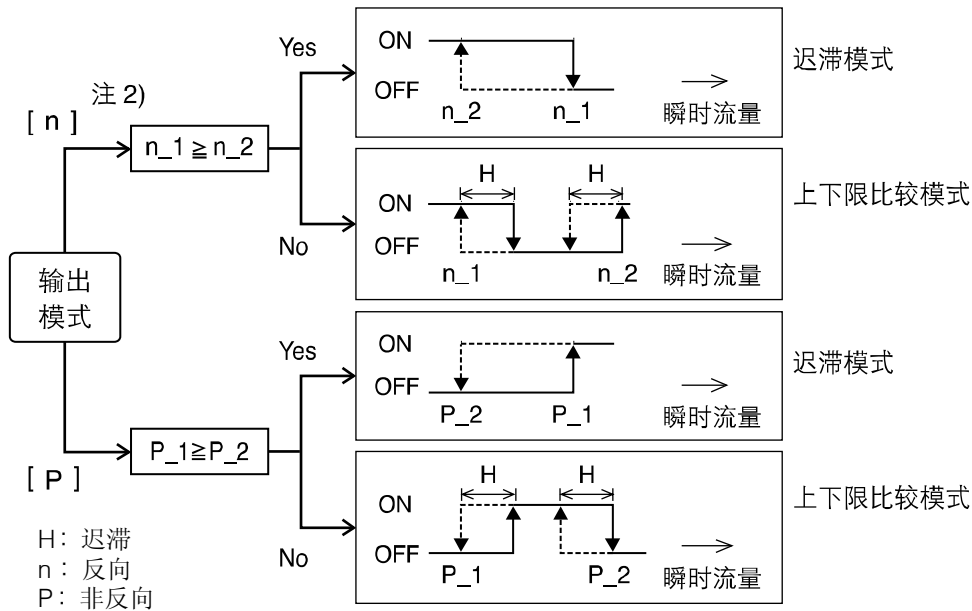 输出
模式
[ n ]
注 2)
n_1 ≧ n_2
Yes
ON
OFF
n_2
n_1
瞬时流量
迟滞模式
No
H
H
ON
OFF
n_1
n_2
瞬时流量
上下限比较模式
[ P ]
P_1≧P_2
Yes
ON
OFF
P_2
P_1
瞬时流量
迟滞模式
No
H
H
ON
OFF
P_1
P_2
瞬时流量
上下限比较模式
H：迟滞
n：反向
P：非反向